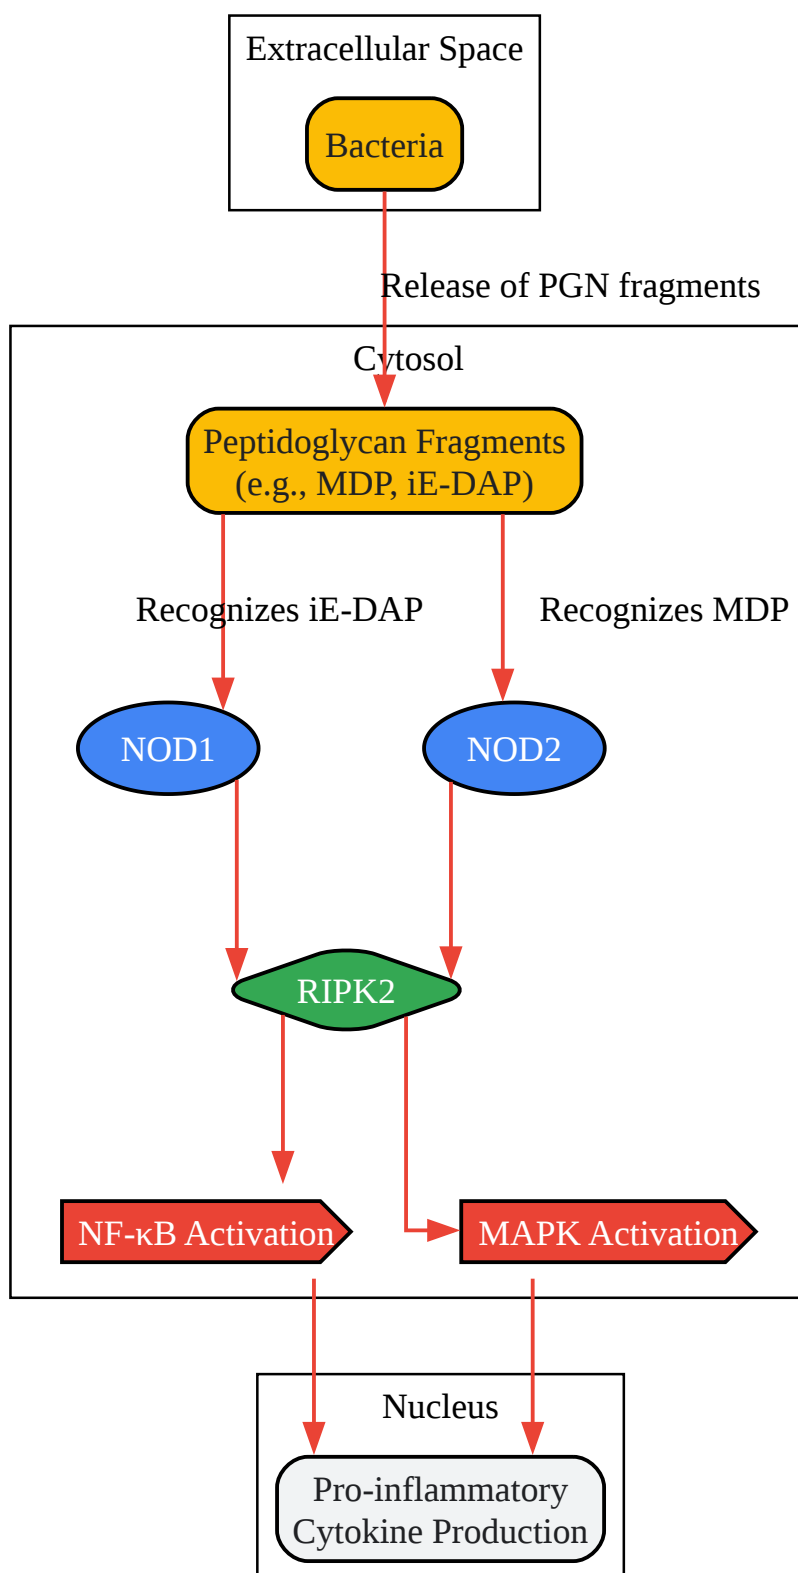 Extracellular Space
Bacteria
Release of PGN fragments
Cytosol
Peptidoglycan Fragments
(e.g., MDP, iE-DAP)
Recognizes iE-DAP
Recognizes MDP
NOD1
NOD2
RIPK2
NF-κB Activation
MAPK Activation
Nucleus
Pro-inflammatory
Cytokine Production